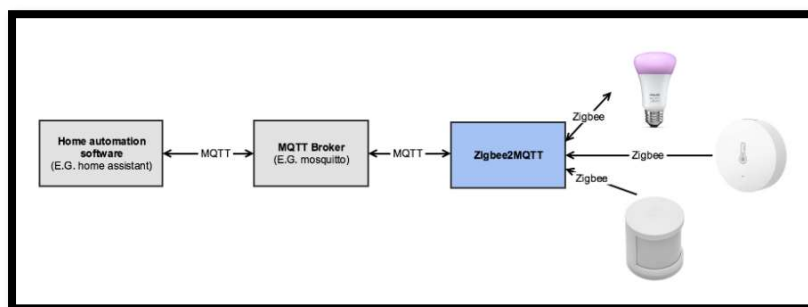 Home automation
software
(E.G. home assistant)
MQTT
MQTT Broker
(E.G. mosquitto)
MQTT
Zigbee2MQTT
Zigbee
Zigbee
Zigbee